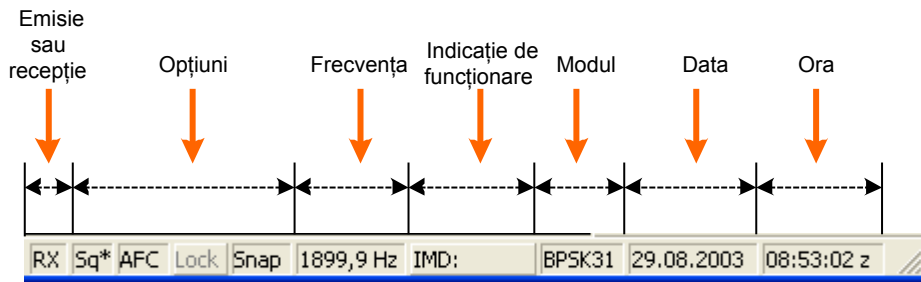 Emisie
sau
recepție
Opțiuni
Frecvența
Indicație de
funcționare
Modul
Data
Ora
RX Sq* AFC Lock Snap 1899,9 Hz IMD: BPSK31 29.08.2003 08:53:02 z